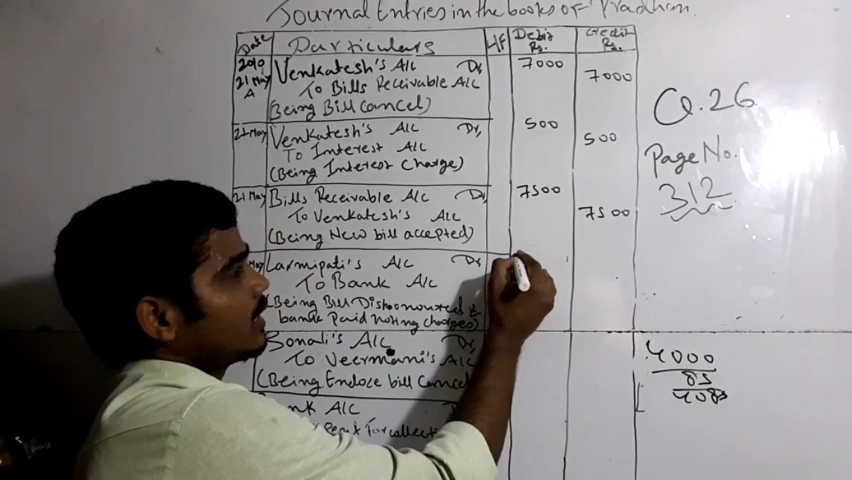 Journal Entries in the books of Pradhan.
Date Particulars L/F Debit Rs. Credit Rs.
2010
21 May Venkatesh's A/c Dr, 7000
A To Bills Receivable A/c 7000
(Being Bill Cancel)
21 May Venkatesh's A/c Dr, 500
To Interest A/c 500
(Being Interest Charge)
21 May Bills Receivable A/c Dr, 7500
To Venkatesh's A/c 7500
(Being New bill accepted)
May Laxmipati's A/c Dr
To Bank A/c
(Being Bill Dishonoured &
bank Paid Noting charges)
Sonali's A/c Dr,
To Veermani's A/c
(Being Endoce bill Cancel
Bank A/c
Q.26
Page No.
312
4000
85
4085